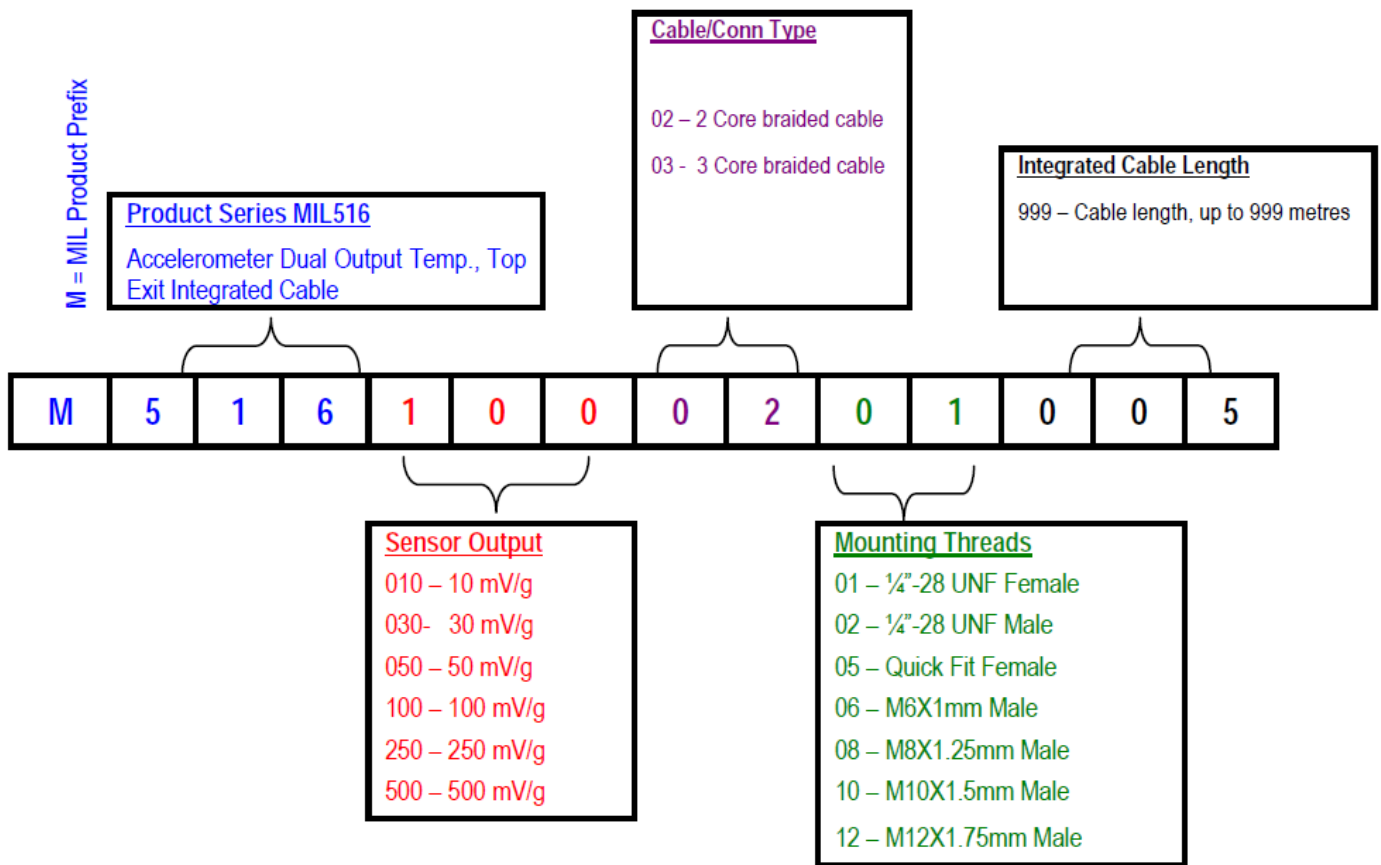 Cable/Conn Type
02 – 2 Core braided cable
03 - 3 Core braided cable
M = MIL Product Prefix
Product Series MIL516
Accelerometer Dual Output Temp., Top
Exit Integrated Cable
Integrated Cable Length
999 – Cable length, up to 999 metres
M 5 1 6 1 0 0 0 2 0 1 0 0 5
Sensor Output
010 – 10 mV/g
030- 30 mV/g
050 – 50 mV/g
100 – 100 mV/g
250 – 250 mV/g
500 – 500 mV/g
Mounting Threads
01 – ¼”-28 UNF Female
02 – ¼”-28 UNF Male
05 – Quick Fit Female
06 – M6X1mm Male
08 – M8X1.25mm Male
10 – M10X1.5mm Male
12 – M12X1.75mm Male